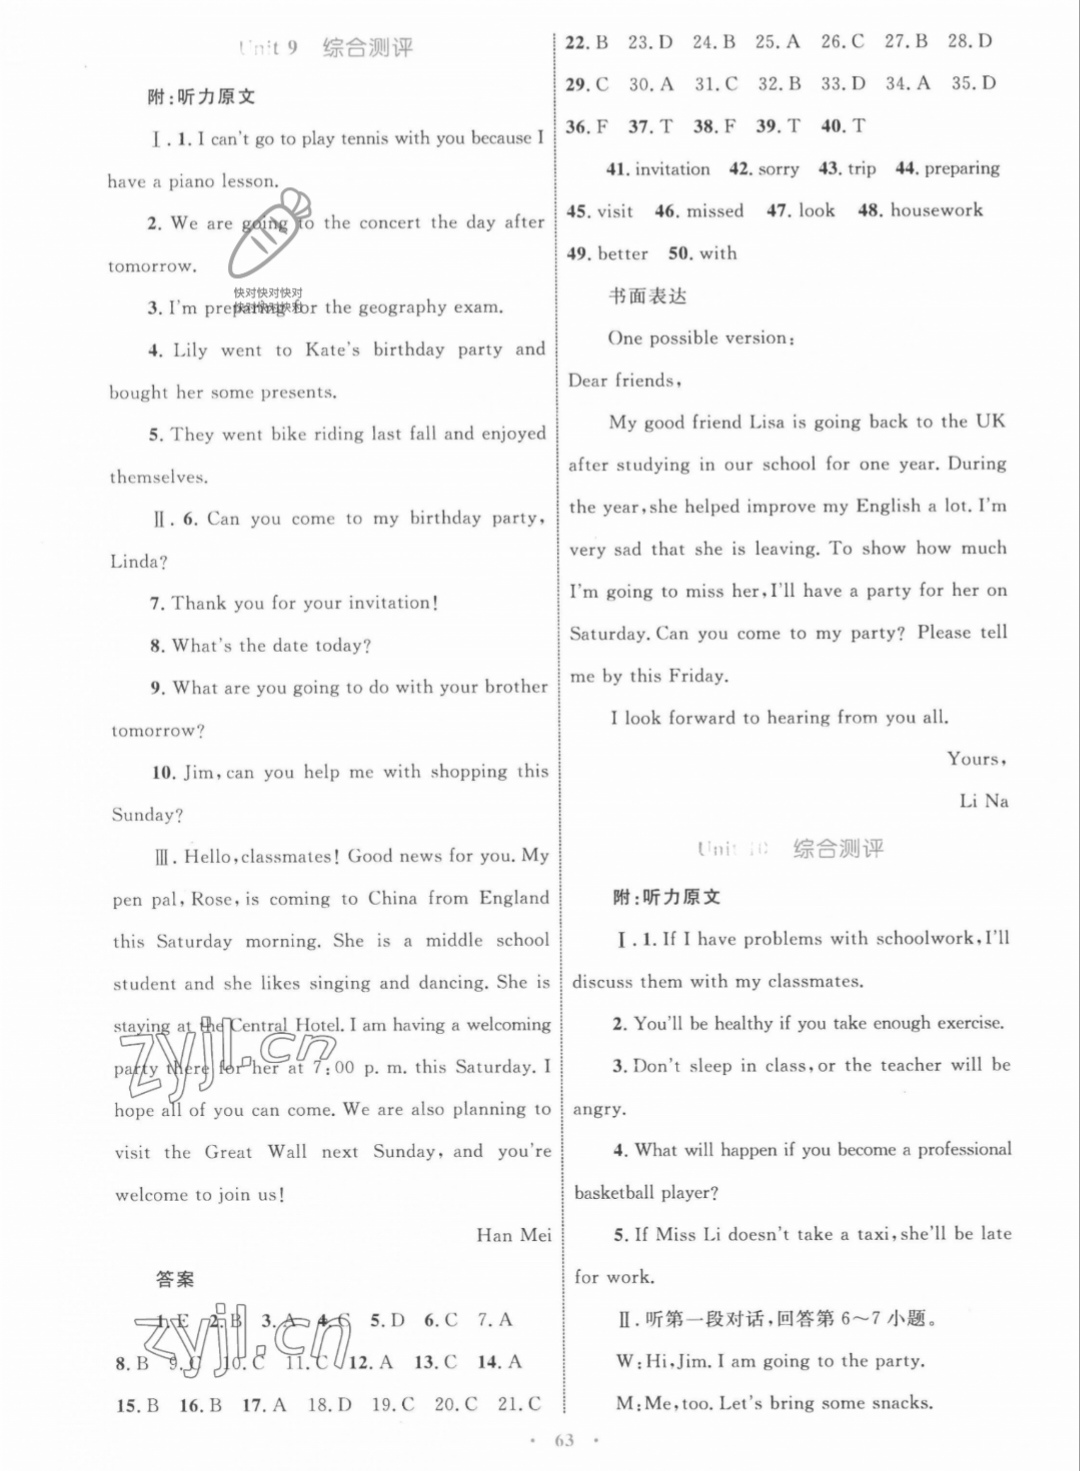 Unit 9 综合测评
附:听力原文
Ⅰ. 1. I can't go to play tennis with you because I
have a piano lesson.
2. We are going to the concert the day after
tomorrow.
快对快对快对
3. I'm preparing for the geography exam.
4. Lily went to Kate's birthday party and
bought her some presents.
5. They went bike riding last fall and enjoyed
themselves.
Ⅱ. 6. Can you come to my birthday party,
Linda?
7. Thank you for your invitation!
8. What's the date today?
9. What are you going to do with your brother
tomorrow?
10. Jim, can you help me with shopping this
Sunday?
Ⅲ. Hello, classmates! Good news for you. My
pen pal, Rose, is coming to China from England
this Saturday morning. She is a middle school
student and she likes singing and dancing. She is
staying at the Central Hotel. I am having a welcoming
party there for her at 7:00 p. m. this Saturday. I
hope all of you can come. We are also planning to
visit the Great Wall next Sunday, and you're
welcome to join us!
Han Mei
答案
1. E 2. B 3. A 4. C 5. D 6. C 7. A
8. B 9. C 10. C 11. C 12. A 13. C 14. A
15. B 16. B 17. A 18. D 19. C 20. C 21. C
22. B 23. D 24. B 25. A 26. C 27. B 28. D
29. C 30. A 31. C 32. B 33. D 34. A 35. D
36. F 37. T 38. F 39. T 40. T
41. invitation 42. sorry 43. trip 44. preparing
45. visit 46. missed 47. look 48. housework
49. better 50. with
书面表达
One possible version:
Dear friends,
My good friend Lisa is going back to the UK
after studying in our school for one year. During
the year, she helped improve my English a lot. I'm
very sad that she is leaving. To show how much
I'm going to miss her, I'll have a party for her on
Saturday. Can you come to my party? Please tell
me by this Friday.
I look forward to hearing from you all.
Yours,
Li Na
Unit 10 综合测评
附:听力原文
Ⅰ. 1. If I have problems with schoolwork, I'll
discuss them with my classmates.
2. You'll be healthy if you take enough exercise.
3. Don't sleep in class, or the teacher will be
angry.
4. What will happen if you become a professional
basketball player?
5. If Miss Li doesn't take a taxi, she'll be late
for work.
Ⅱ. 听第一段对话,回答第 6～7 小题。
W: Hi, Jim. I am going to the party.
M: Me, too. Let's bring some snacks.
· 63 ·
zyjl.cn
zyjl.cn